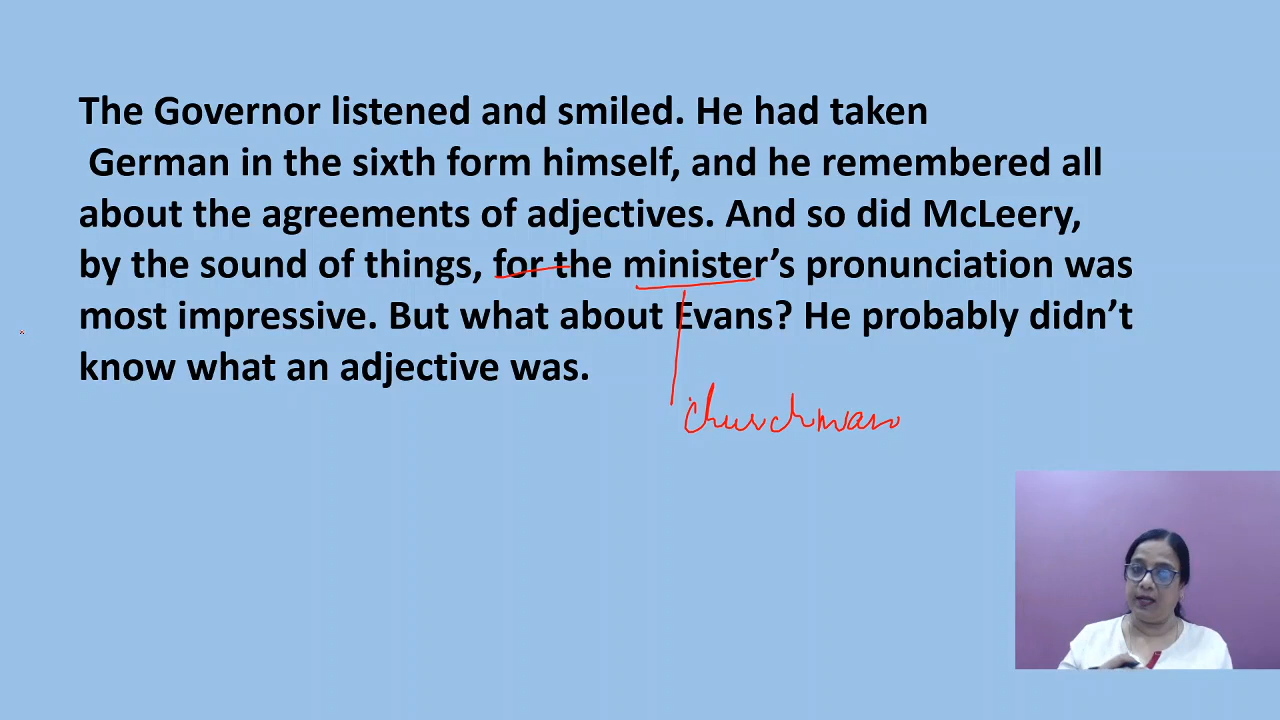 The Governor listened and smiled. He had taken
German in the sixth form himself, and he remembered all
about the agreements of adjectives. And so did McLeery,
by the sound of things, for the minister’s pronunciation was
most impressive. But what about Evans? He probably didn’t
know what an adjective was.
churchman